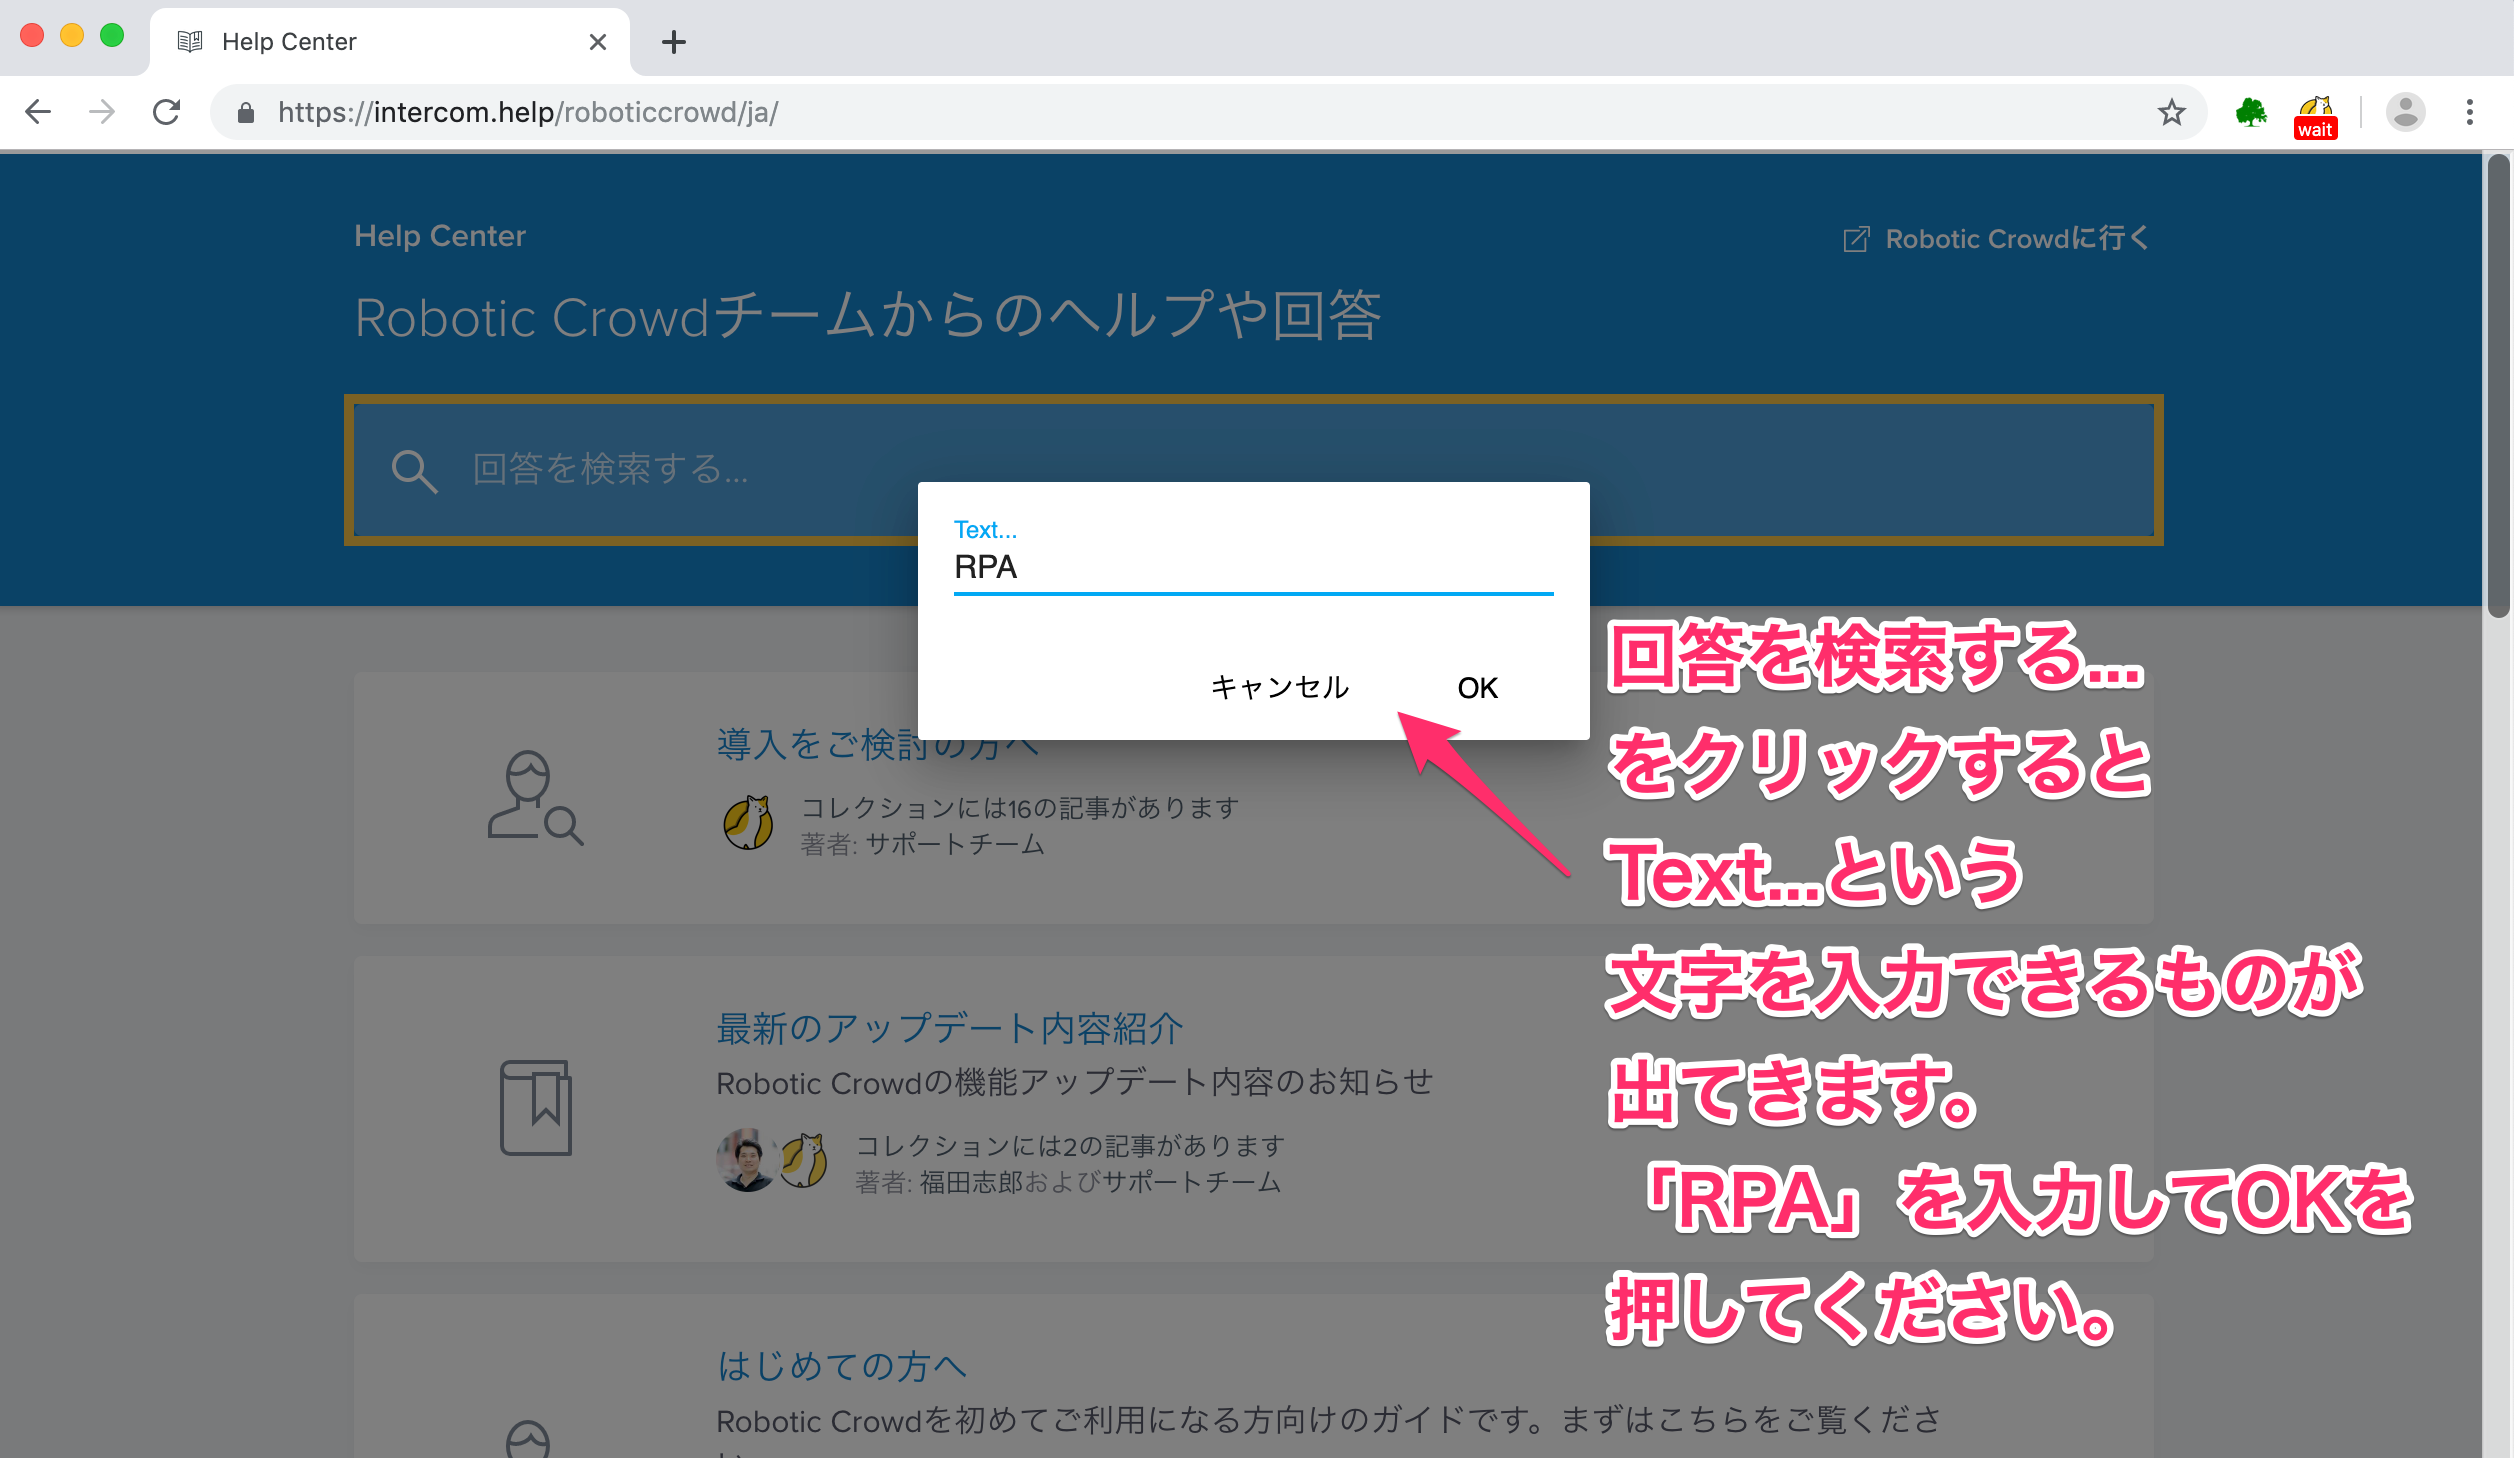 Help Center
https://intercom.help/roboticcrowd/ja/
wait
Help Center
Robotic Crowdに行く
Robotic Crowdチームからのヘルプや回答
回答を検索する...
Text...
RPA
キャンセル
OK
導入をご検討の方へ
コレクションには16の記事があります
著者: サポートチーム
最新のアップデート内容紹介
Robotic Crowdの機能アップデート内容のお知らせ
コレクションには2の記事があります
著者: 福田志郎およびサポートチーム
はじめての方へ
Robotic Crowdを初めてご利用になる方向けのガイドです。まずはこちらをご覧くださ
回答を検索する...
をクリックすると
Text...という
文字を入力できるものが
出てきます。
「RPA」を入力してOKを
押してください。